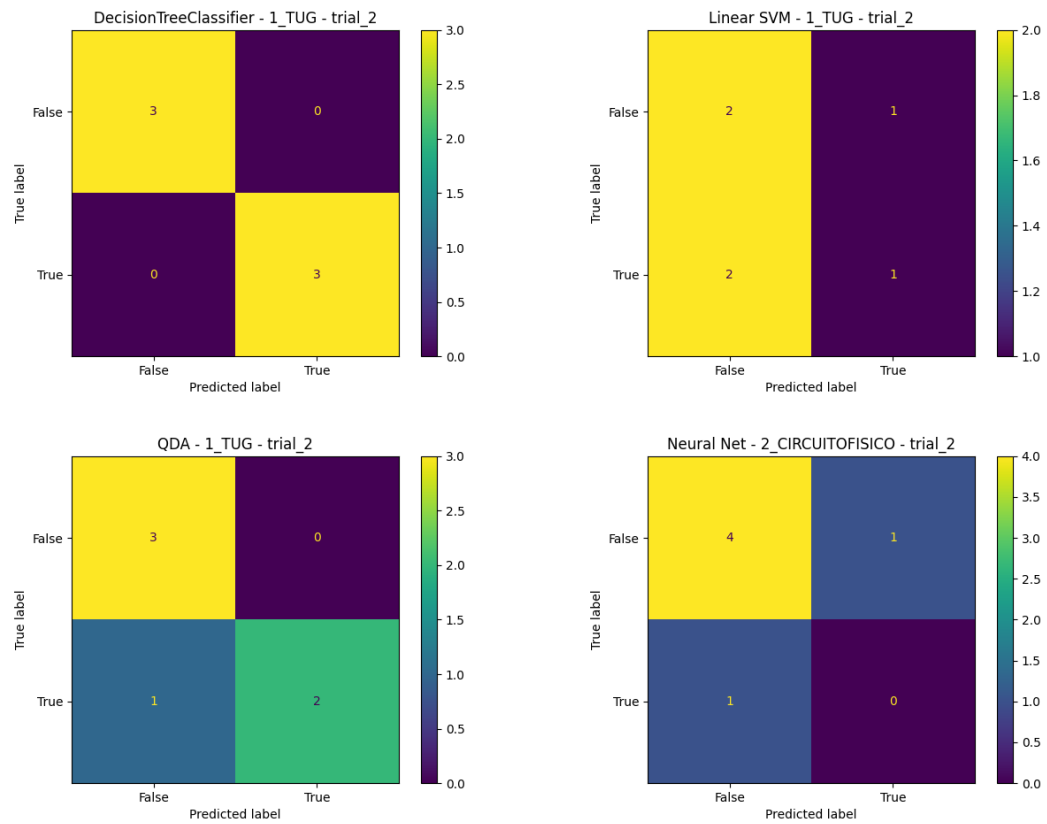 DecisionTreeClassifier - 1_TUG - trial_2
3.0
2.5
2.0
1.5
1.0
0.5
0.0
False
True
3
0
0
3
False
True
Predicted label
True label
Linear SVM - 1_TUG - trial_2
2.0
1.8
1.6
1.4
1.2
1.0
False
True
2
1
2
1
False
True
Predicted label
True label
QDA - 1_TUG - trial_2
3.0
2.5
2.0
1.5
1.0
0.5
0.0
False
True
3
0
1
2
False
True
Predicted label
True label
Neural Net - 2_CIRCUITOFISICO - trial_2
4.0
3.5
3.0
2.5
2.0
1.5
1.0
0.5
0.0
False
True
4
1
1
0
False
True
Predicted label
True label